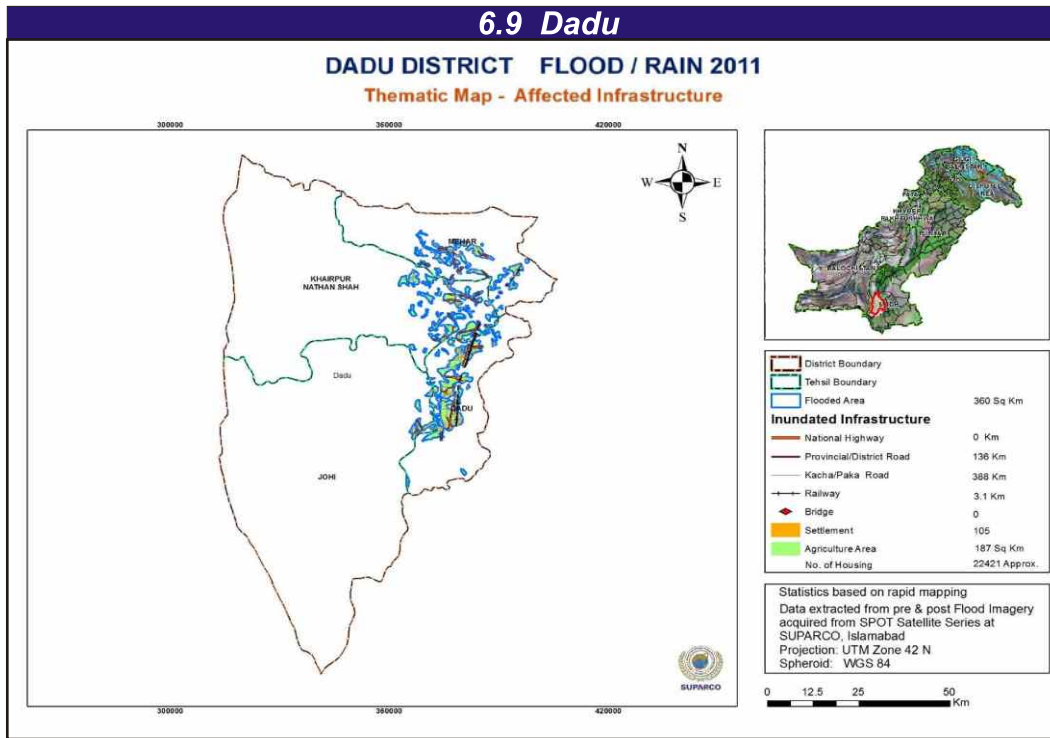 6.9 Dadu
DADU DISTRICT FLOOD / RAIN 2011
Thematic Map - Affected Infrastructure
300000 360000 420000
N
W E
S
MEHAR
KHAIRPUR
NATHAN SHAH
Dadu
DADU
JOHI
SUPARCO
300000 360000 420000
BALOCHISTAN
District Boundary
Tehsil Boundary
Flooded Area 360 Sq Km
Inundated Infrastructure
National Highway 0 Km
Provincial/District Road 136 Km
Kacha/Paka Road 388 Km
Railway 3.1 Km
Bridge 0
Settlement 105
Agriculture Area 187 Sq Km
No. of Housing 22421 Approx.
Statistics based on rapid mapping
Data extracted from pre & post Flood Imagery
acquired from SPOT Satellite Series at
SUPARCO, Islamabad
Projection: UTM Zone 42 N
Spheroid: WGS 84
0 12.5 25 50
Km